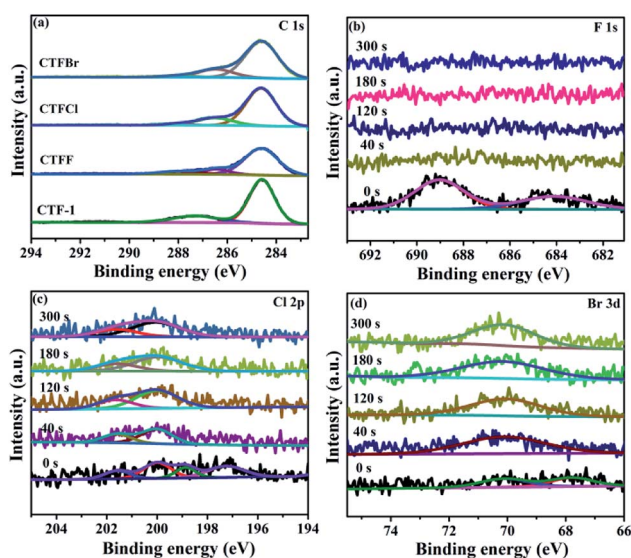 (a) C 1s
CTFBr
CTFCl
CTFF
CTF-1
294 292 290 288 286 284
Binding energy (eV)
Intensity (a.u.)
(b) F 1s
300 s
180 s
120 s
40 s
0 s
692 690 688 686 684 682
Binding energy (eV)
Intensity (a.u.)
(c) Cl 2p
300 s
180 s
120 s
40 s
0 s
204 202 200 198 196 194
Binding energy (eV)
Intensity (a.u.)
(d) Br 3d
300 s
180 s
120 s
40 s
0 s
75 72 70 68 66
Binding energy (eV)
Intensity (a.u.)